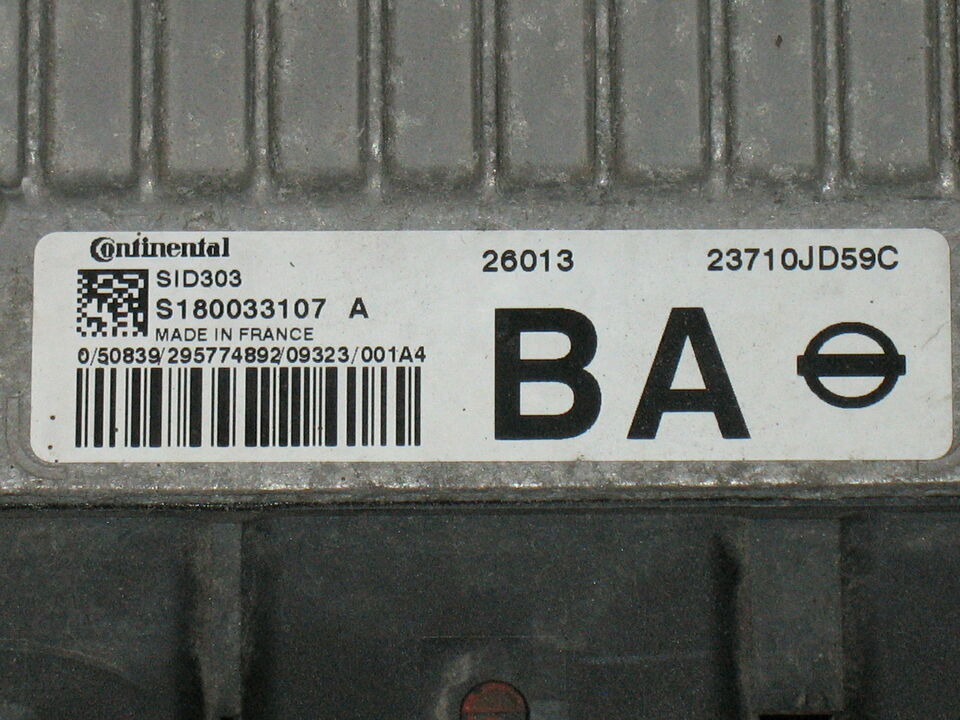 Continental
SID303
S180033107 A
MADE IN FRANCE
0/50839/295774892/09323/001A4
26013 23710JD59C
BA